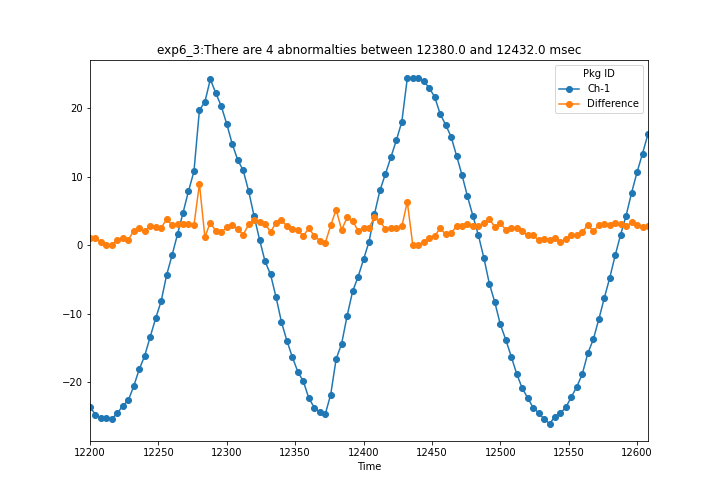 exp6_3:There are 4 abnormalties between 12380.0 and 12432.0 msec
Pkg ID
Ch-1
Difference
20
10
0
−10
−20
12200 12250 12300 12350 12400 12450 12500 12550 12600
Time